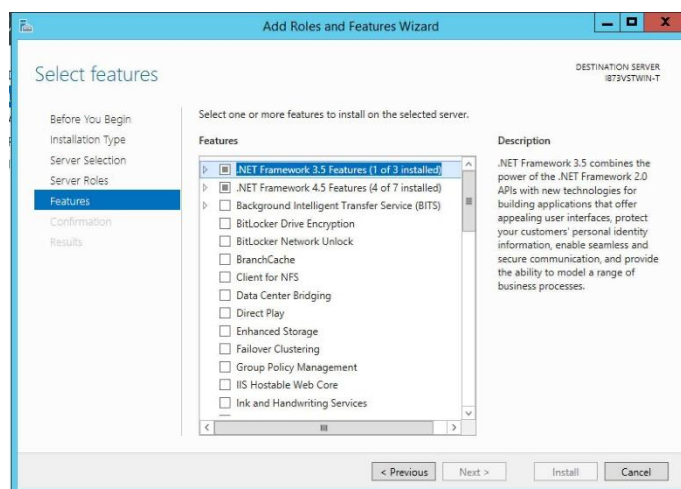 Add Roles and Features Wizard
Select features
DESTINATION SERVER
I873VSTWIN-T
Before You Begin
Installation Type
Server Selection
Server Roles
Features
Confirmation
Results
Select one or more features to install on the selected server.
Features
.NET Framework 3.5 Features (1 of 3 installed)
.NET Framework 4.5 Features (4 of 7 installed)
Background Intelligent Transfer Service (BITS)
BitLocker Drive Encryption
BitLocker Network Unlock
BranchCache
Client for NFS
Data Center Bridging
Direct Play
Enhanced Storage
Failover Clustering
Group Policy Management
IIS Hostable Web Core
Ink and Handwriting Services
Description
.NET Framework 3.5 combines the
power of the .NET Framework 2.0
APIs with new technologies for
building applications that offer
appealing user interfaces, protect
your customers' personal identity
information, enable seamless and
secure communication, and provide
the ability to model a range of
business processes.
< Previous
Next >
Install
Cancel